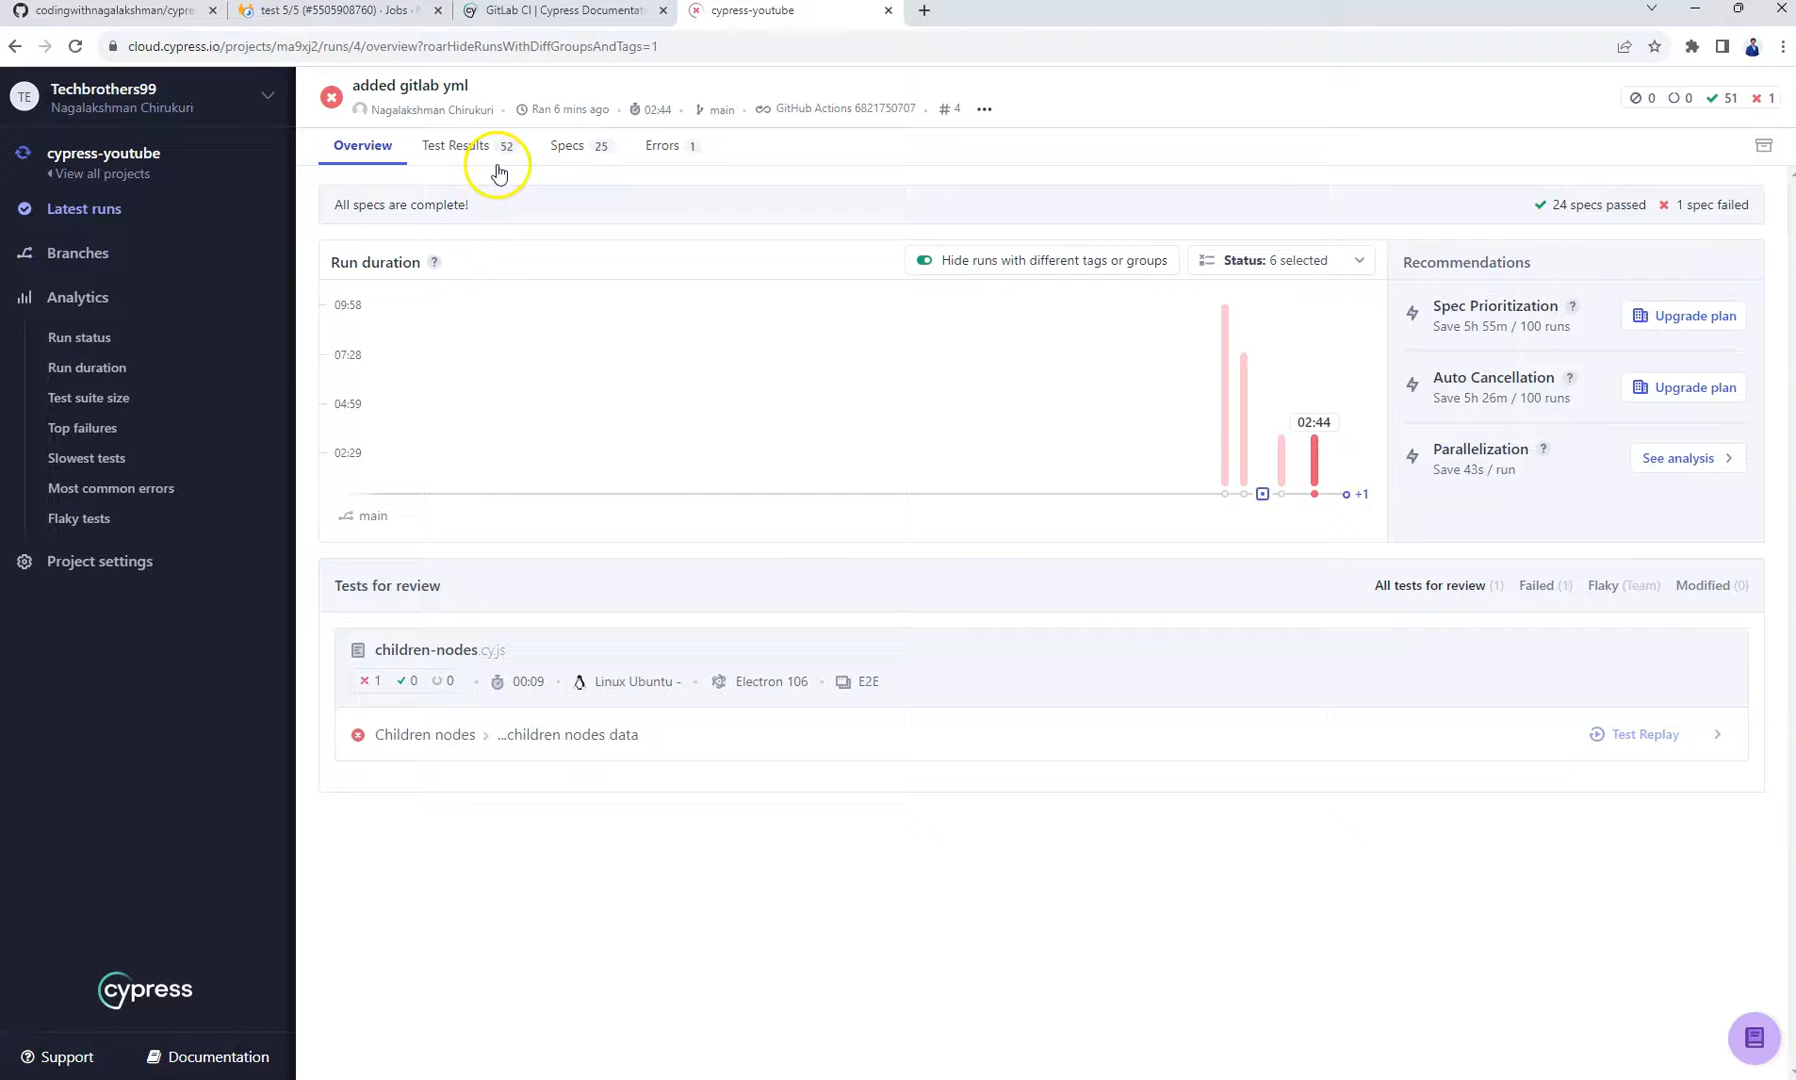 codingwithnagalakshman/cypre
test 5/5 (#5505908760) · Jobs ·
GitLab CI | Cypress Documentati
cypress-youtube
cloud.cypress.io/projects/ma9xj2/runs/4/overview?roarHideRunsWithDiffGroupsAndTags=1
TE
Techbrothers99
Nagalakshman Chirukuri
cypress-youtube
View all projects
Latest runs
Branches
Analytics
Run status
Run duration
Test suite size
Top failures
Slowest tests
Most common errors
Flaky tests
Project settings
cypress
Support
Documentation
added gitlab yml
Nagalakshman Chirukuri · Ran 6 mins ago · 02:44 · main · GitHub Actions 6821750707 · # 4
0 0 51 1
Overview
Test Results 52
Specs 25
Errors 1
All specs are complete!
24 specs passed 1 spec failed
Run duration ?
Hide runs with different tags or groups
Status: 6 selected
09:58
07:28
04:59
02:29
02:44
+1
main
Recommendations
Spec Prioritization ?
Save 5h 55m / 100 runs
Upgrade plan
Auto Cancellation ?
Save 5h 26m / 100 runs
Upgrade plan
Parallelization ?
Save 43s / run
See analysis
Tests for review
All tests for review (1) Failed (1) Flaky (Team) Modified (0)
children-nodes.cy.js
1 0 0 · 00:09 · Linux Ubuntu - · Electron 106 · E2E
Children nodes > ...children nodes data
Test Replay